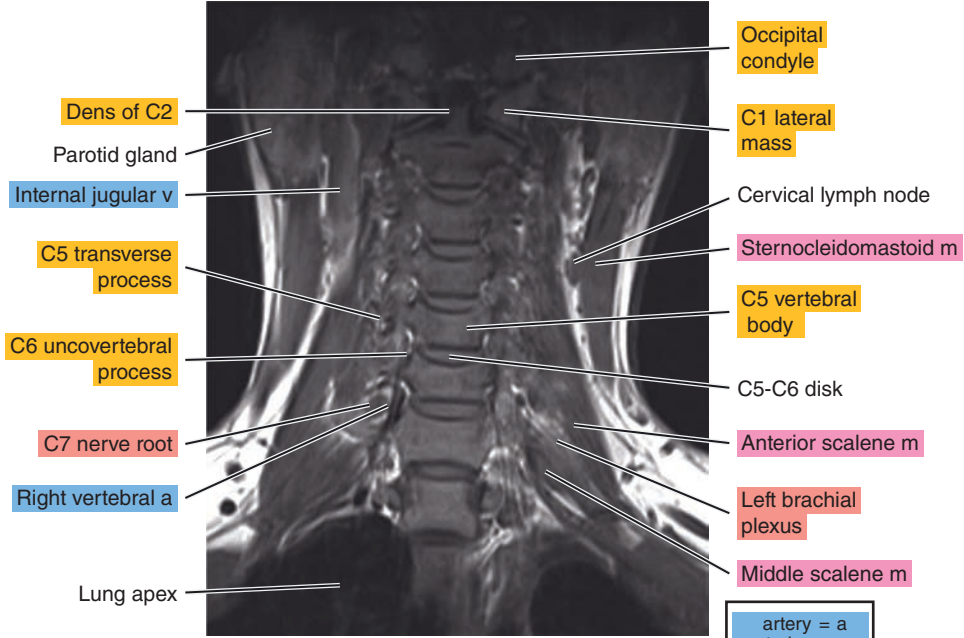 Dens of C2
Parotid gland
Internal jugular v
C5 transverse
process
C6 uncovertebral
process
C7 nerve root
Right vertebral a
Lung apex
Occipital
condyle
C1 lateral
mass
Cervical lymph node
Sternocleidomastoid m
C5 vertebral
body
C5-C6 disk
Anterior scalene m
Left brachial
plexus
Middle scalene m
artery = a